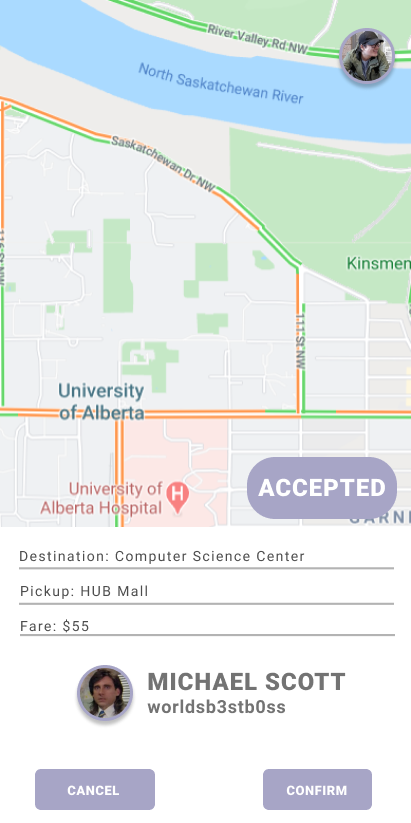 River Valley Rd NW
North Saskatchewan River
Saskatchewan Dr NW
Kinsmen
116 St NW
111 St NW
University
of Alberta
University of
Alberta Hospital
H
ACCEPTED
Destination: Computer Science Center
Pickup: HUB Mall
Fare: $55
MICHAEL SCOTT
worldsb3stb0ss
CANCEL
CONFIRM